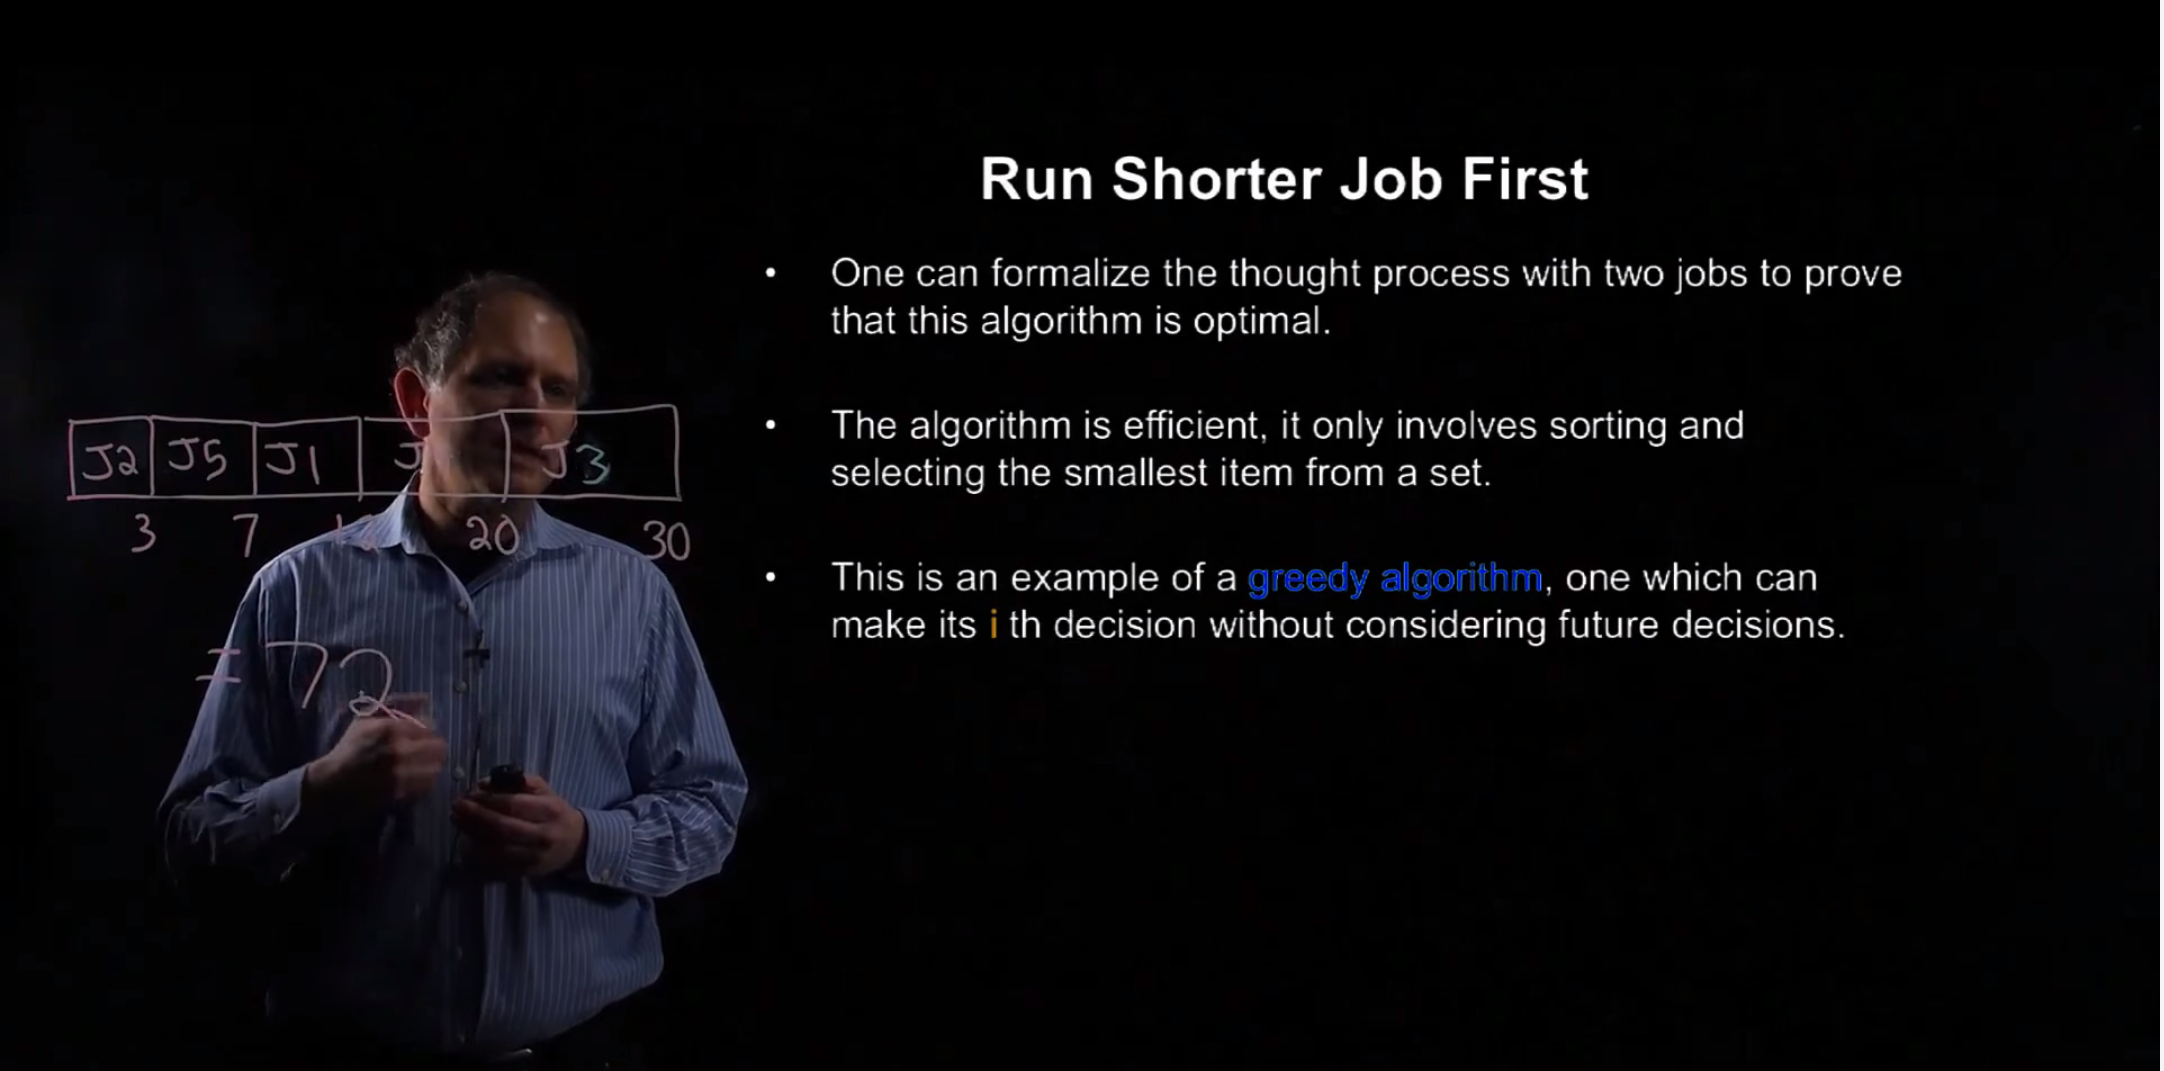 Run Shorter Job First
• One can formalize the thought process with two jobs to prove
that this algorithm is optimal.
• The algorithm is efficient, it only involves sorting and
selecting the smallest item from a set.
• This is an example of a greedy algorithm, one which can
make its i th decision without considering future decisions.
J2 J5 J1 J J3
3 7 20 30
= 72